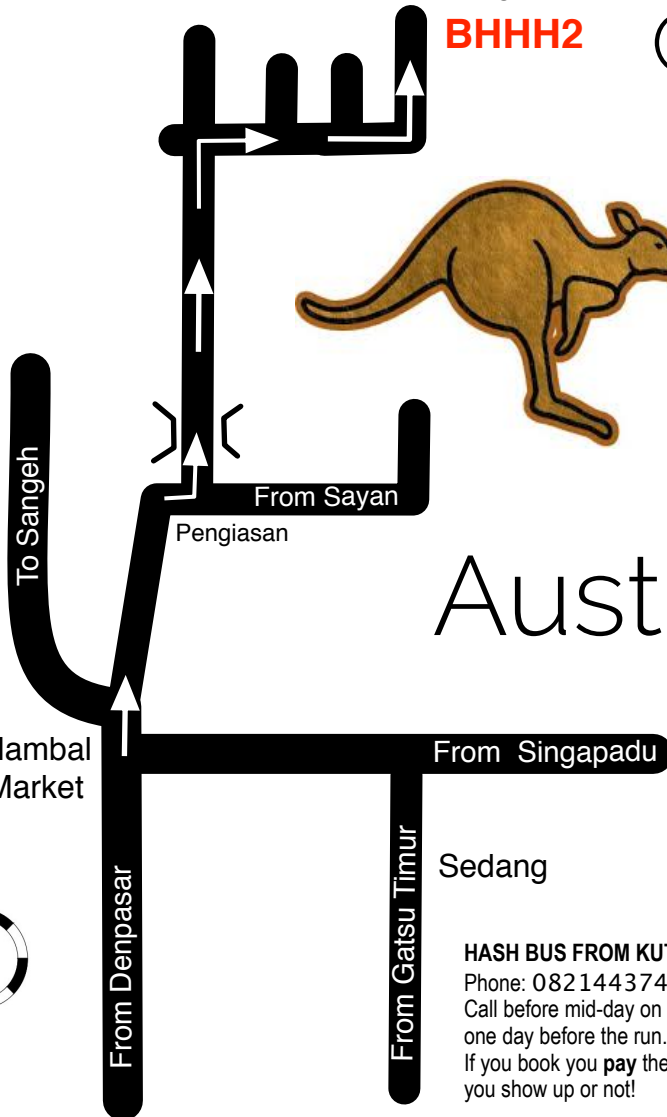 BHHH2
To Sangeh
From Sayan
Pengiasan
Aust
ambal
Market
From Singapadu
From Denpasar
From Gatsu Timur
Sedang
HASH BUS FROM KUT
Phone: 082144374
Call before mid-day on
one day before the run.
If you book you pay the
you show up or not!